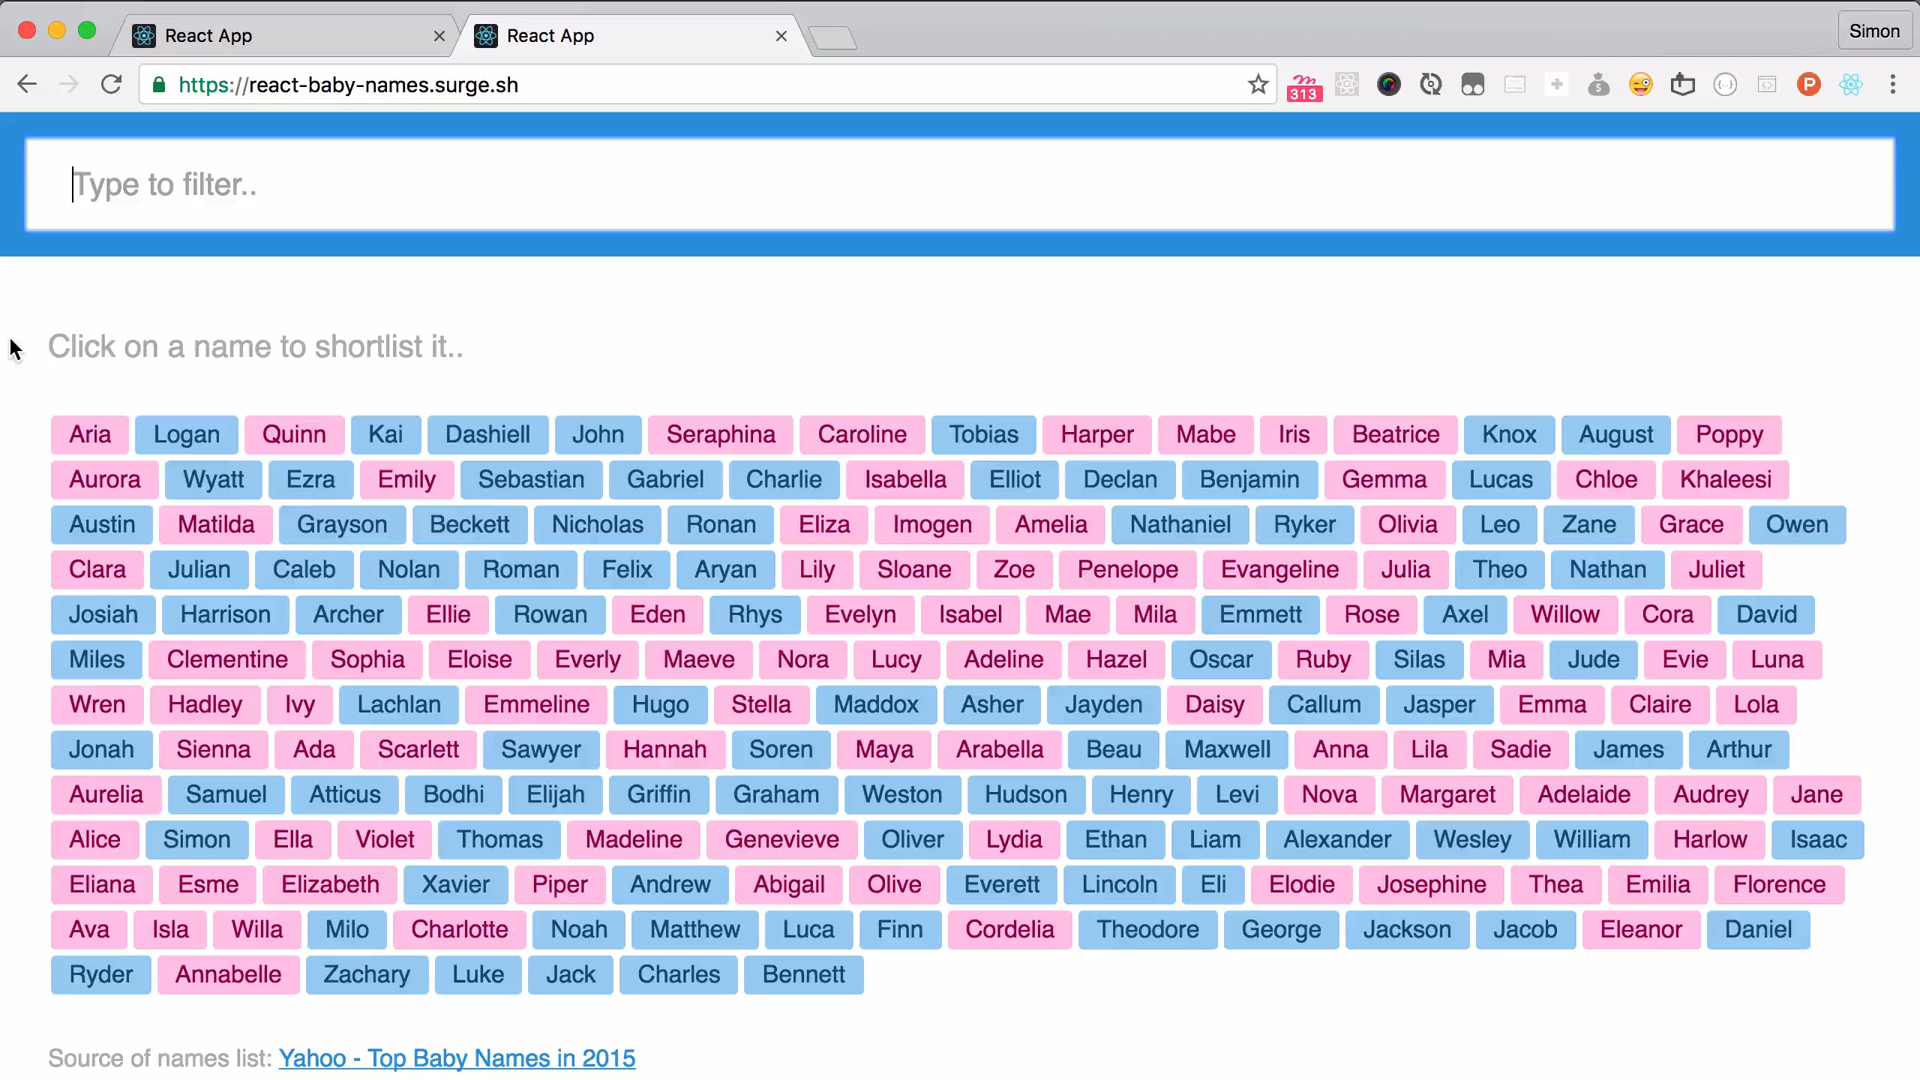 React App React App Simon
https://react-baby-names.surge.sh 313
Type to filter..
Click on a name to shortlist it..
Aria Logan Quinn Kai Dashiell John Seraphina Caroline Tobias Harper Mabe Iris Beatrice Knox August Poppy
Aurora Wyatt Ezra Emily Sebastian Gabriel Charlie Isabella Elliot Declan Benjamin Gemma Lucas Chloe Khaleesi
Austin Matilda Grayson Beckett Nicholas Ronan Eliza Imogen Amelia Nathaniel Ryker Olivia Leo Zane Grace Owen
Clara Julian Caleb Nolan Roman Felix Aryan Lily Sloane Zoe Penelope Evangeline Julia Theo Nathan Juliet
Josiah Harrison Archer Ellie Rowan Eden Rhys Evelyn Isabel Mae Mila Emmett Rose Axel Willow Cora David
Miles Clementine Sophia Eloise Everly Maeve Nora Lucy Adeline Hazel Oscar Ruby Silas Mia Jude Evie Luna
Wren Hadley Ivy Lachlan Emmeline Hugo Stella Maddox Asher Jayden Daisy Callum Jasper Emma Claire Lola
Jonah Sienna Ada Scarlett Sawyer Hannah Soren Maya Arabella Beau Maxwell Anna Lila Sadie James Arthur
Aurelia Samuel Atticus Bodhi Elijah Griffin Graham Weston Hudson Henry Levi Nova Margaret Adelaide Audrey Jane
Alice Simon Ella Violet Thomas Madeline Genevieve Oliver Lydia Ethan Liam Alexander Wesley William Harlow Isaac
Eliana Esme Elizabeth Xavier Piper Andrew Abigail Olive Everett Lincoln Eli Elodie Josephine Thea Emilia Florence
Ava Isla Willa Milo Charlotte Noah Matthew Luca Finn Cordelia Theodore George Jackson Jacob Eleanor Daniel
Ryder Annabelle Zachary Luke Jack Charles Bennett
Source of names list: Yahoo - Top Baby Names in 2015